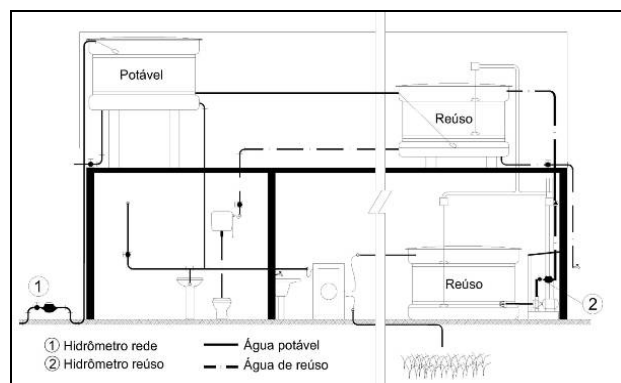 Potável
Reúso
Reúso
1
2
1 Hidrômetro rede
Água potável
2 Hidrômetro reúso
Água de reúso